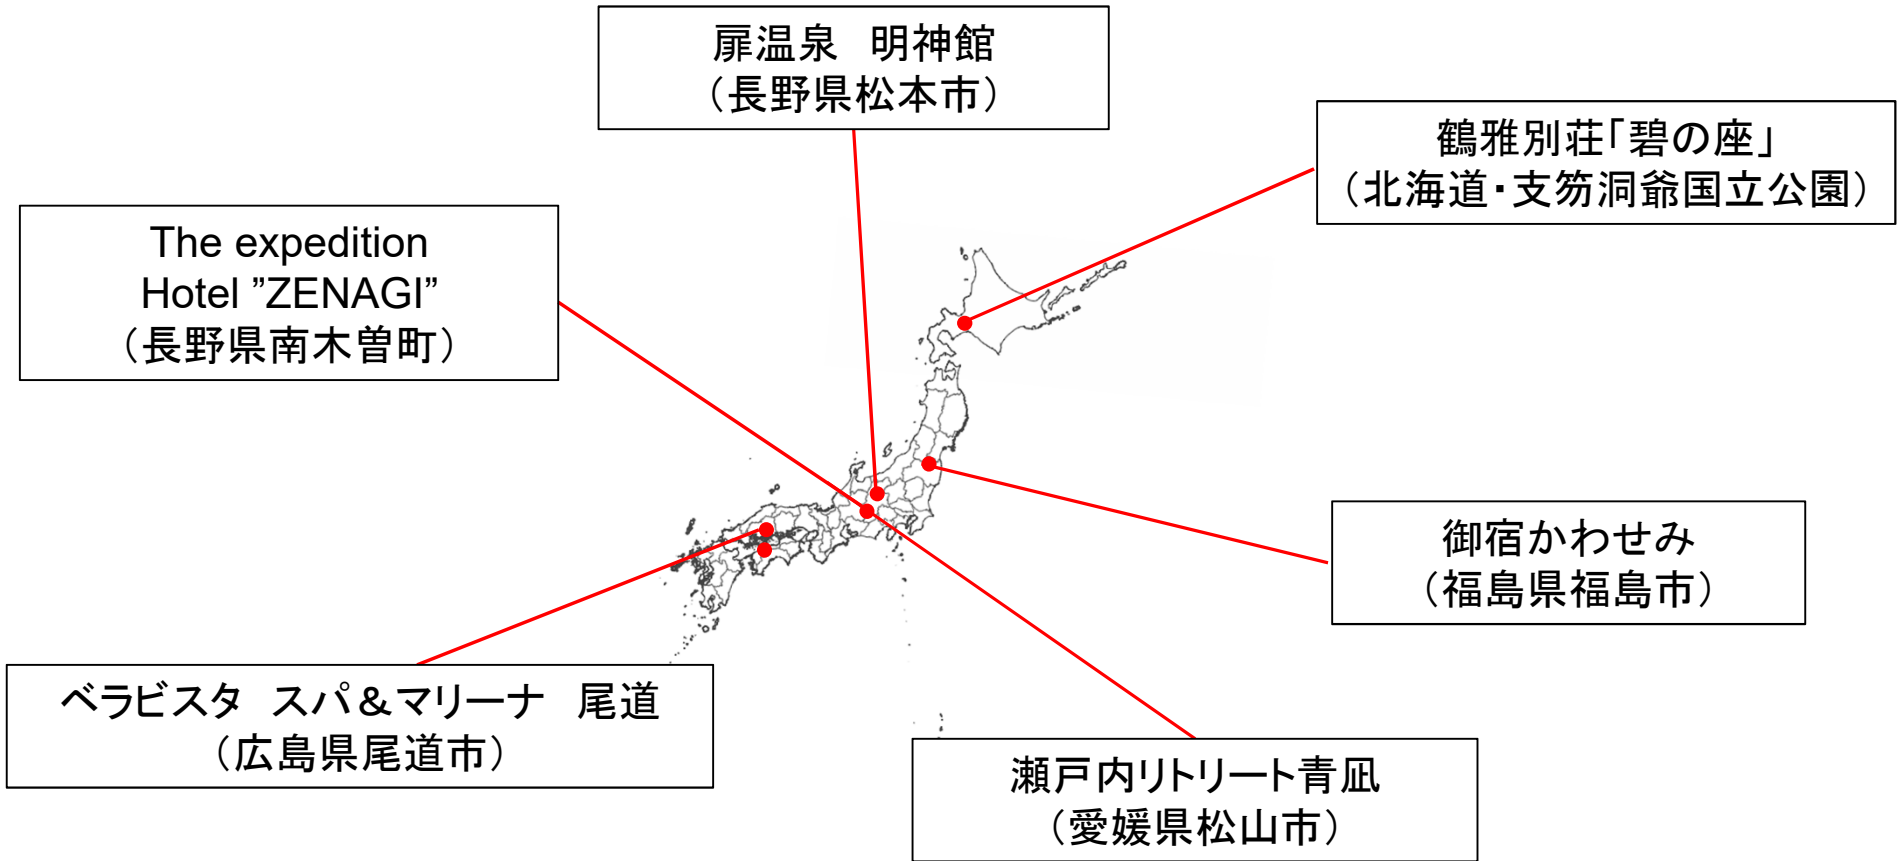 扉温泉　明神館
（長野県松本市）
鶴雅別荘「碧の座」
（北海道・支笏洞爺国立公園）
The expedition
Hotel ”ZENAGI”
（長野県南木曽町）
御宿かわせみ
（福島県福島市）
ベラビスタ　スパ＆マリーナ　尾道
（広島県尾道市）
瀬戸内リトリート青凪
（愛媛県松山市）